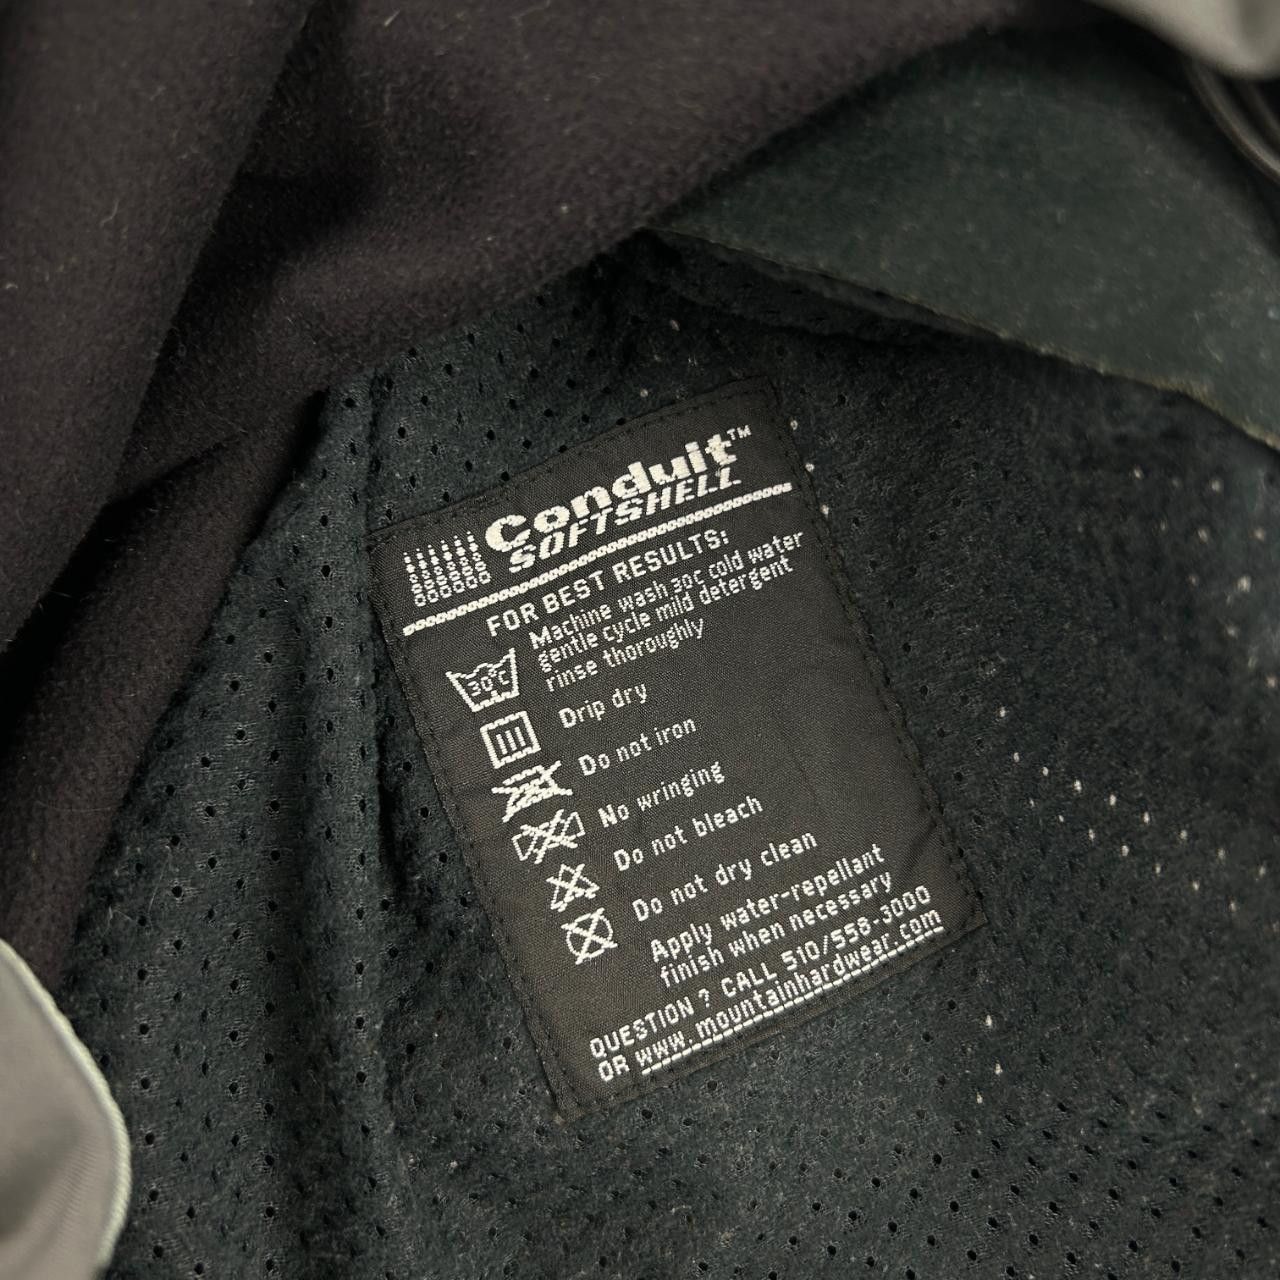 Conduit™
SOFTSHELL
FOR BEST RESULTS:
Machine wash 30c cold water
gentle cycle mild detergent
rinse thoroughly
30°C
Drip dry
Do not iron
No wringing
Do not bleach
Do not dry clean
Apply water-repellant
finish when necessary
QUESTION ? CALL 510/558-3000
OR www.mountainhardwear.com